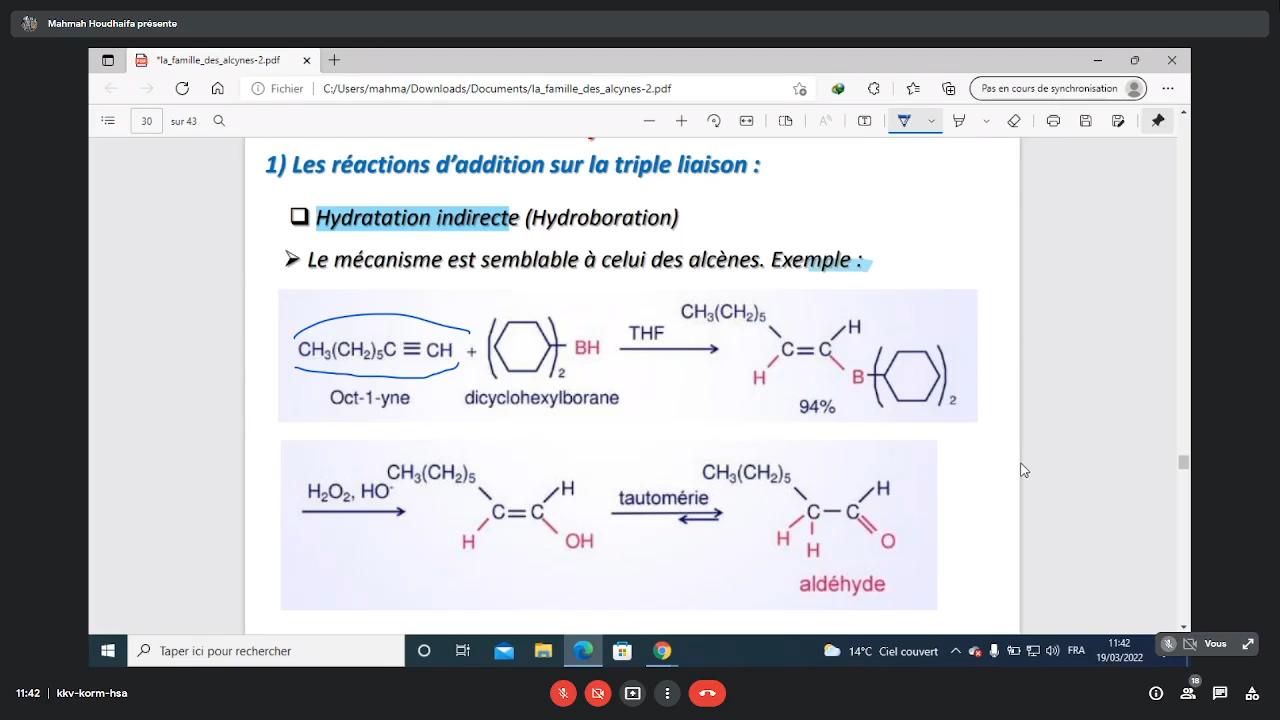 Mahmah Houdhaifa présente
*la_famille_des_alcynes-2.pdf
Fichier
C:/Users/mahma/Downloads/Documents/la_famille_des_alcynes-2.pdf
Pas en cours de synchronisation
30 sur 43
1) Les réactions d'addition sur la triple liaison :
Hydratation indirecte (Hydroboration)
Le mécanisme est semblable à celui des alcènes. Exemple :
CH₃(CH₂)₅C ≡ CH + ( )₂ BH THF CH₃(CH₂)₅ C=C H H B ( )₂
Oct-1-yne dicyclohexylborane 94%
H₂O₂, HO⁻ CH₃(CH₂)₅ C=C H H OH tautomérie CH₃(CH₂)₅ C–C H H H O
aldéhyde
Taper ici pour rechercher
14°C Ciel couvert
FRA
11:42
19/03/2022
Vous
11:42 | kkv-korm-hsa
18